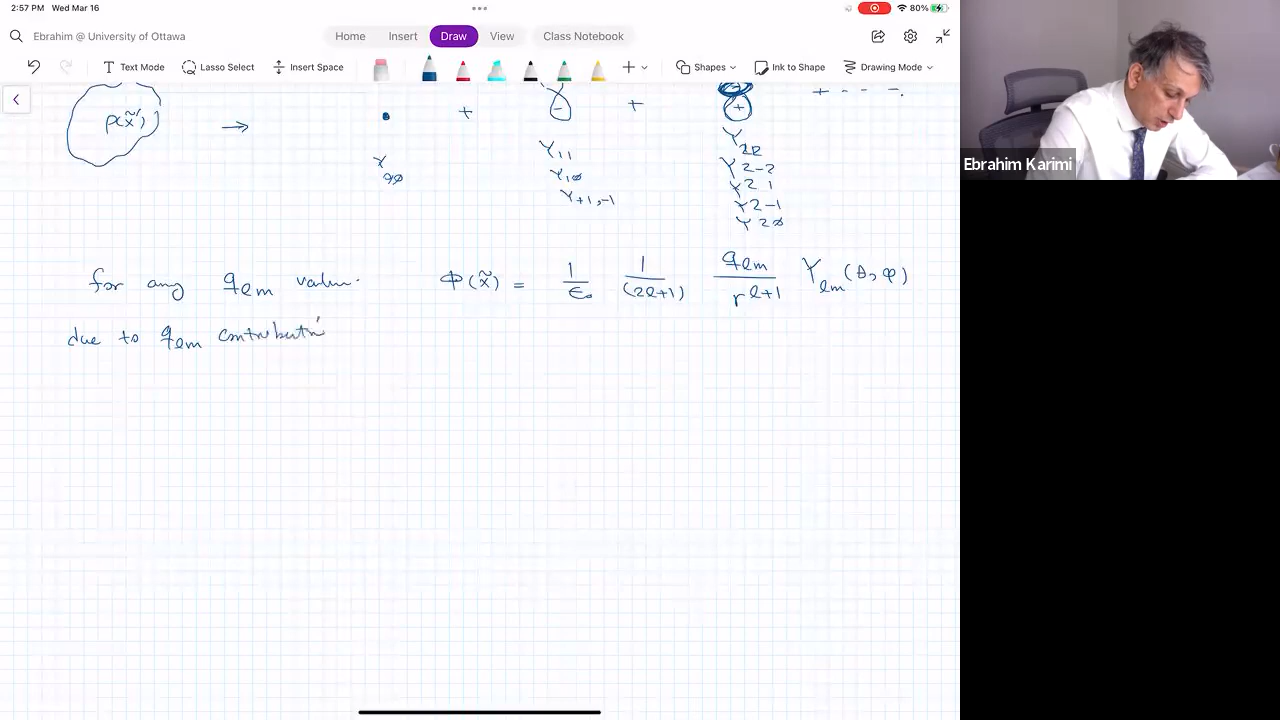 2:57 PM Wed Mar 16
80%
Ebrahim @ University of Ottawa
Home Insert Draw View Class Notebook
Text Mode Lasso Select Insert Space Shapes Ink to Shape Drawing Mode
ρ(x̃') → + - + + + - - - .
Y₀₀ Y₁₁ Y₂₂
Y₁₀ Y2-2
Y+1,-1 Y21
Y2-1
Y20
for any qₗₘ value. Φ(x̃) = 1/ε₀ 1/(2l+1) qₗₘ/r^l+1 Yₗₘ(θ, φ)
due to qₗₘ
Ebrahim Karimi